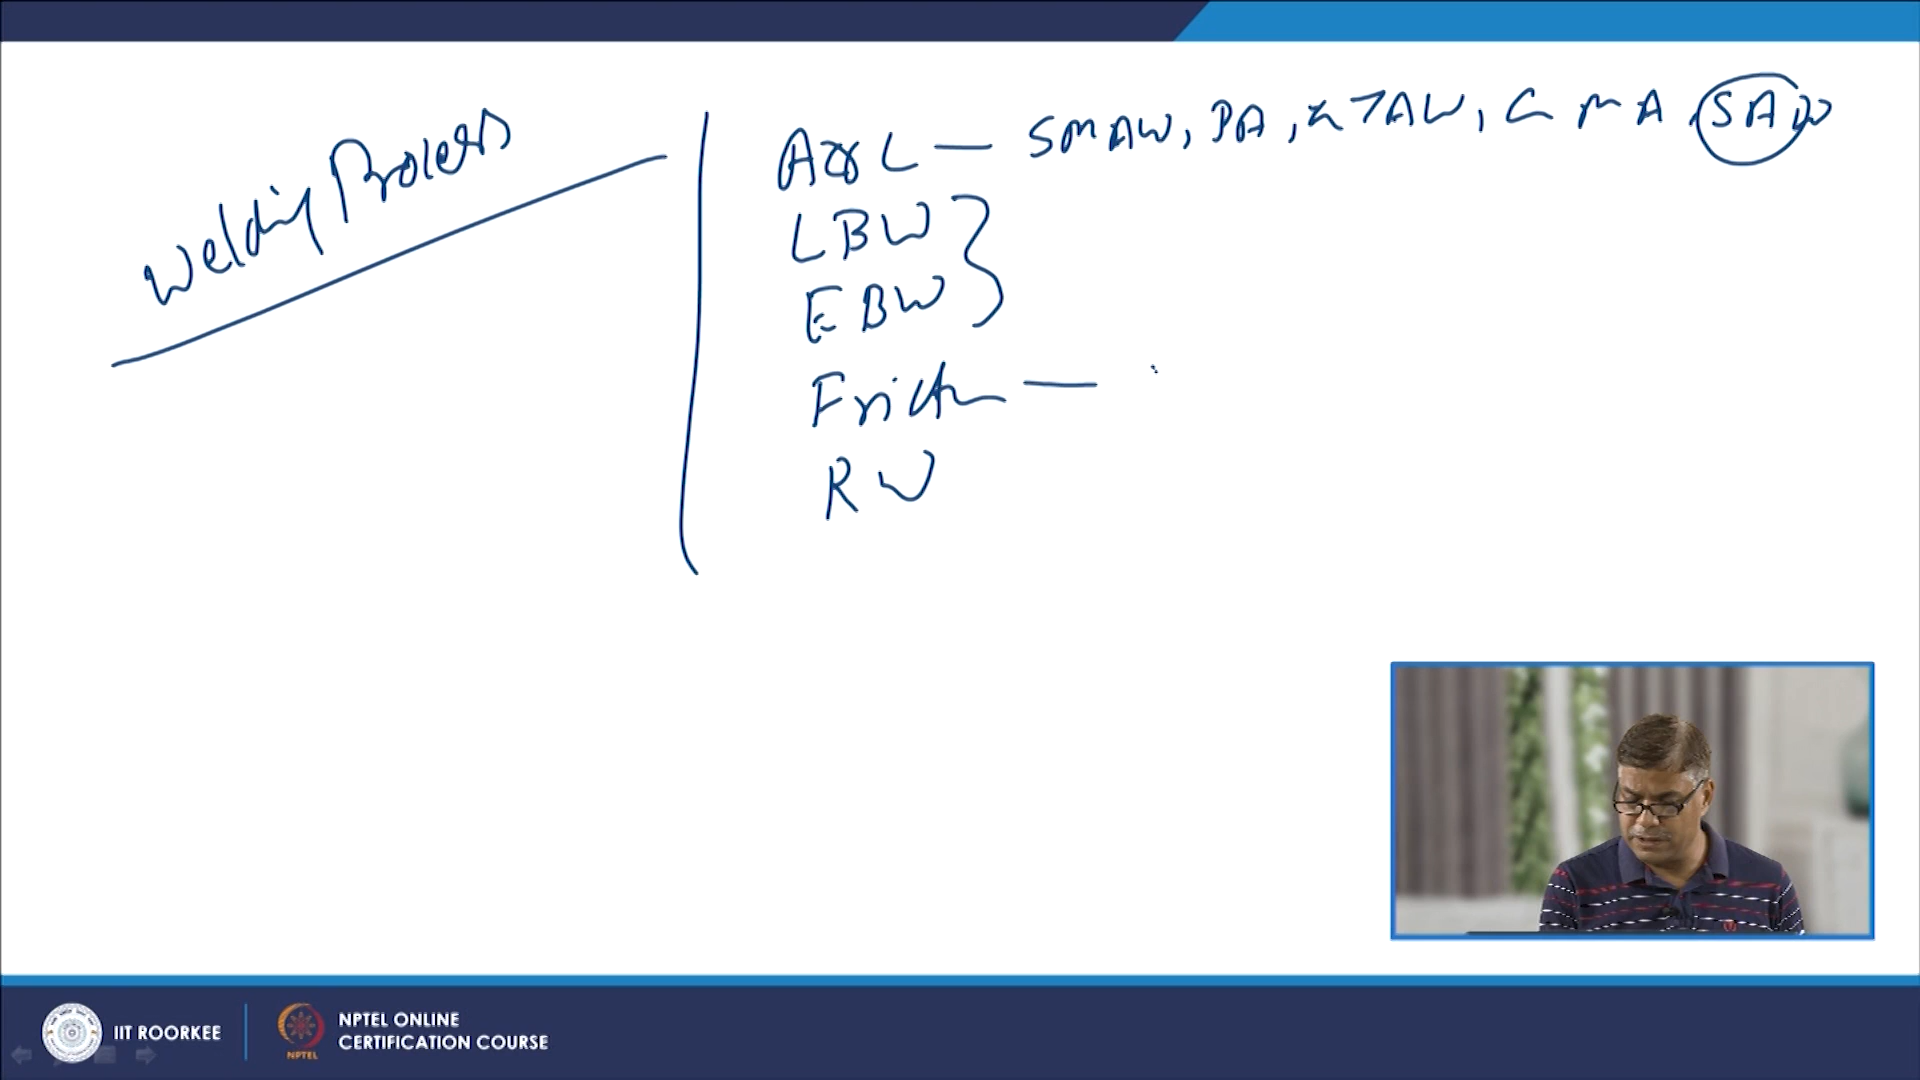 Welding Process
Arc — SMAW, PA, GTAW, GMA, SAW
LBW
EBW
Friction —
RW
IIT ROORKEE
NPTEL
NPTEL ONLINE
CERTIFICATION COURSE